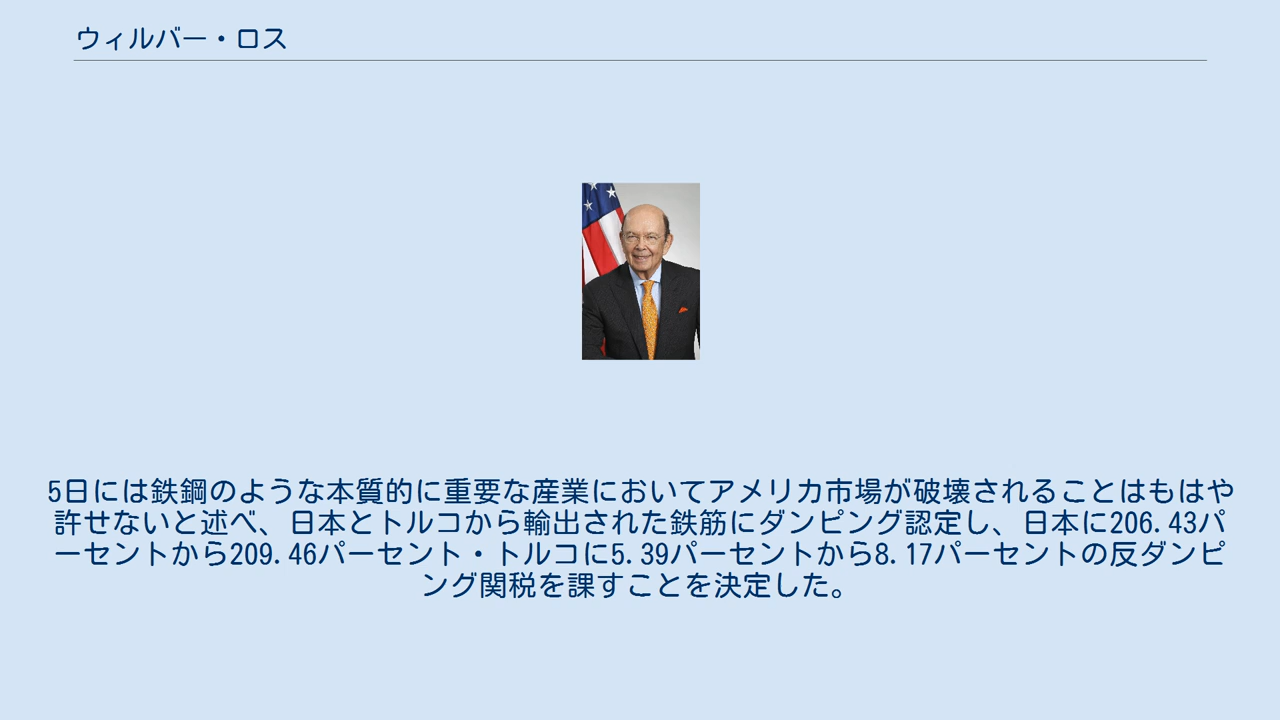 ウィルバー・ロス
5日には鉄鋼のような本質的に重要な産業においてアメリカ市場が破壊されることはもはや
許せないと述べ、日本とトルコから輸出された鉄筋にダンピング認定し、日本に206.43パ
ーセントから209.46パーセント・トルコに5.39パーセントから8.17パーセントの反ダンピ
ング関税を課すことを決定した。